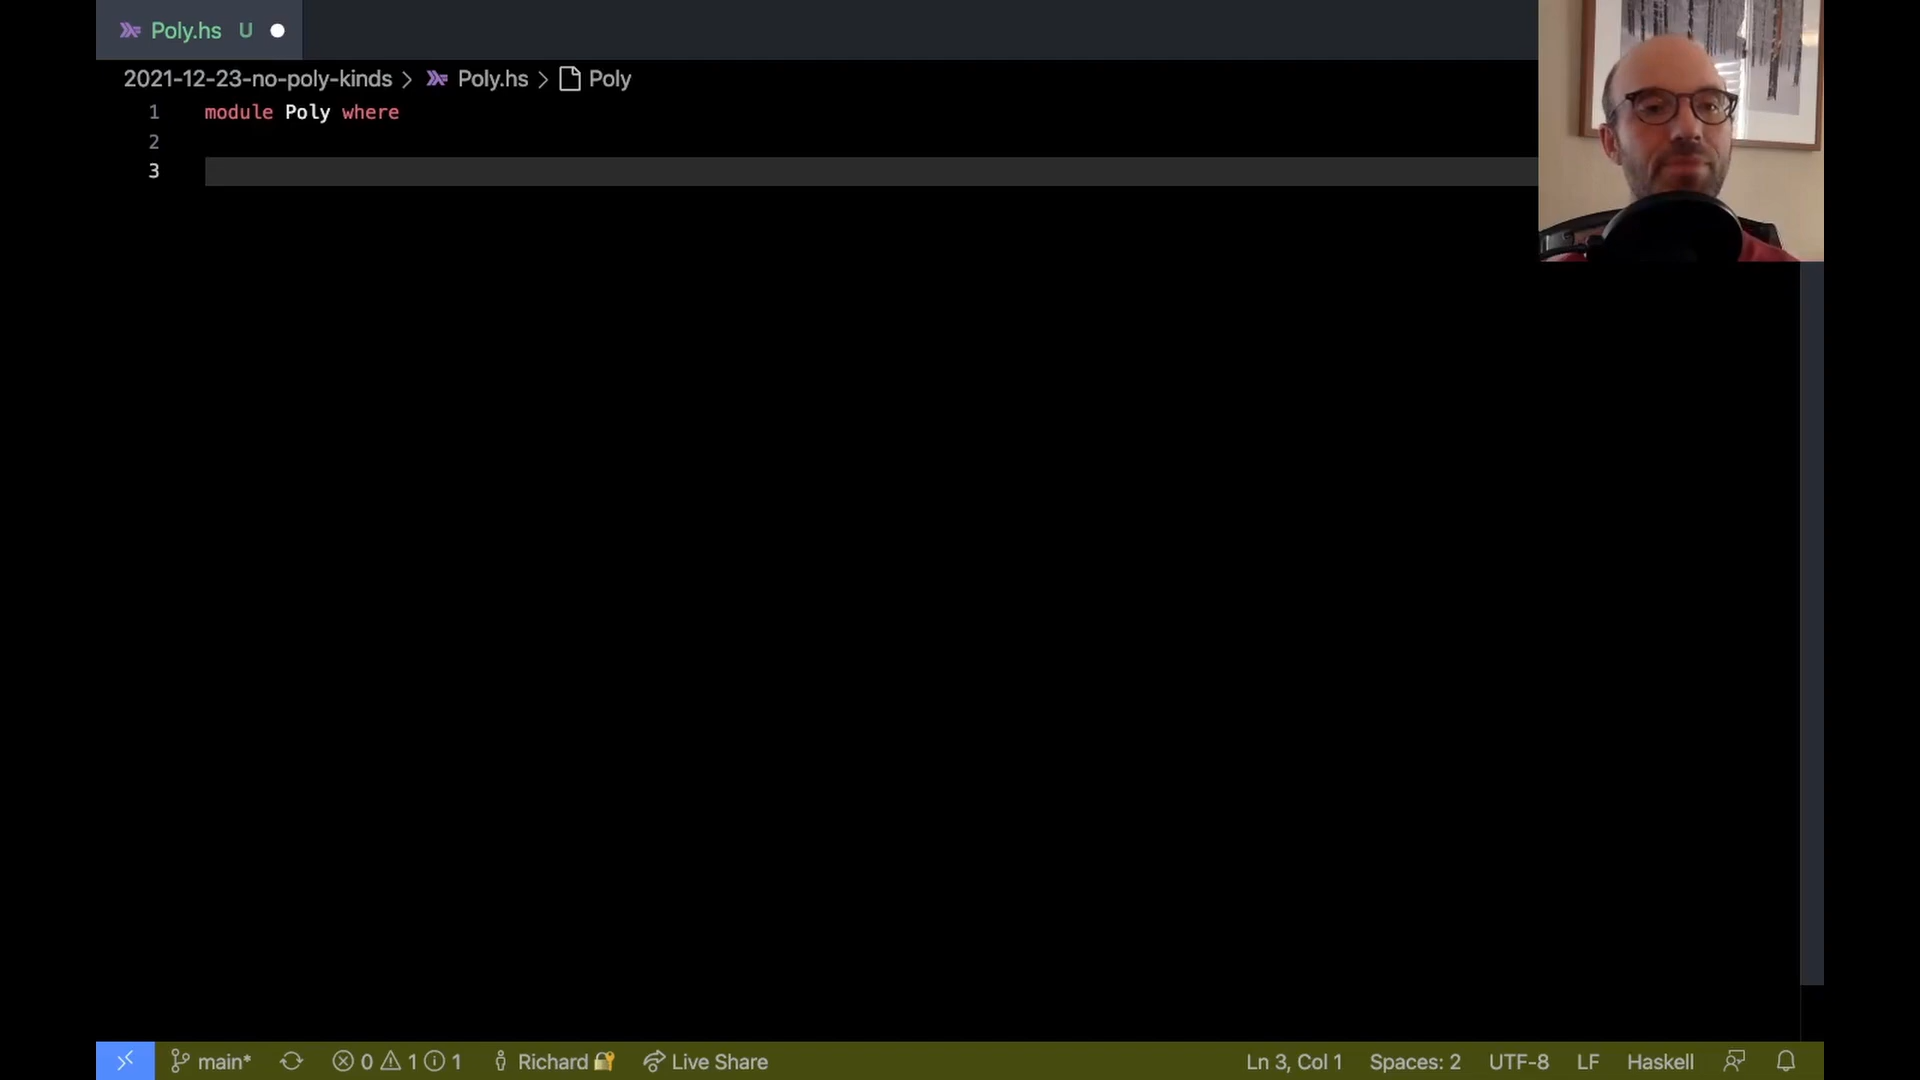 Poly.hs U
2021-12-23-no-poly-kinds > Poly.hs > Poly
1 module Poly where
2
3
main* 0 1 1 Richard Live Share Ln 3, Col 1 Spaces: 2 UTF-8 LF Haskell